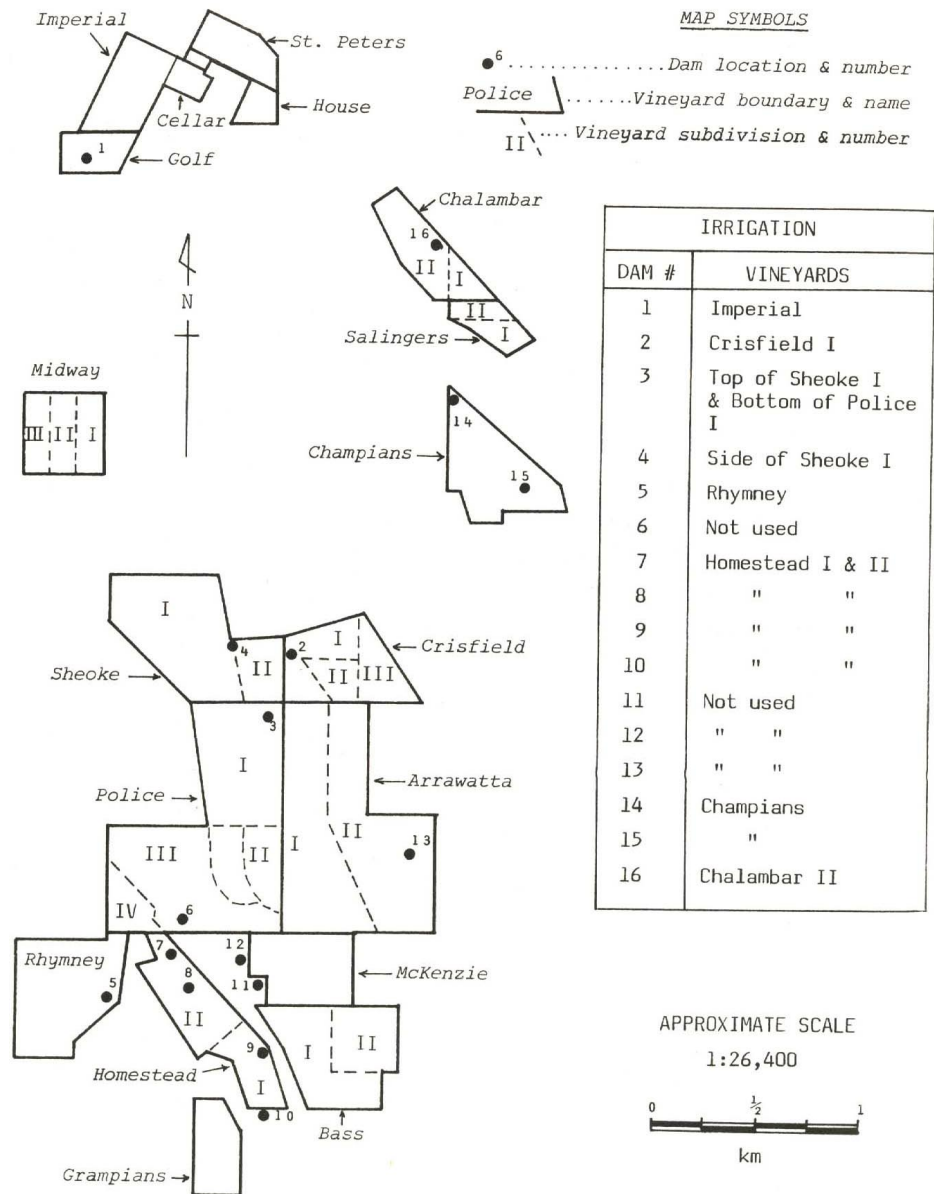 Imperial
St. Peters
House
Cellar
1
Golf
MAP SYMBOLS
6 ............... Dam location & number
Police ...... Vineyard boundary & name
II .... Vineyard subdivision & number
Chalambar
16
II
I
II
I
Salingers
N
Midway
III II I
Champians
14
15
IRRIGATION
DAM # VINEYARDS
1 Imperial
2 Crisfield I
3 Top of Sheoke I
& Bottom of Police
I
4 Side of Sheoke I
5 Rhymney
6 Not used
7 Homestead I & II
8 " "
9 " "
10 " "
11 Not used
12 " "
13 " "
14 Champians
15 "
16 Chalambar II
I
4
II
2
I
II
III
Crisfield
Sheoke
3
I
Arrawatta
Police
III
II
I
II
13
IV
6
Rhymney
5
7
8
II
12
11
McKenzie
I
II
9
I
Homestead
10
Bass
Grampians
APPROXIMATE SCALE
1:26,400
0 ½ 1
km